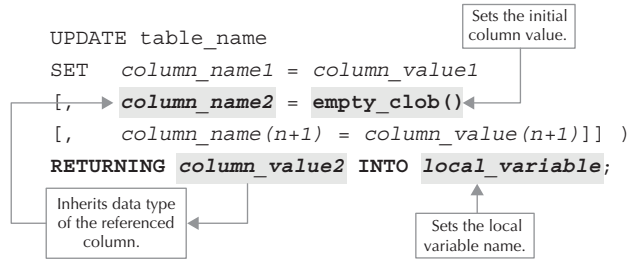 Sets the initial
column value.
UPDATE table_name
SET column_name1 = column_value1
[, column_name2 = empty_clob()
[, column_name(n+1) = column_value(n+1)]] )
RETURNING column_value2 INTO local_variable;
Inherits data type
of the referenced
column.
Sets the local
variable name.